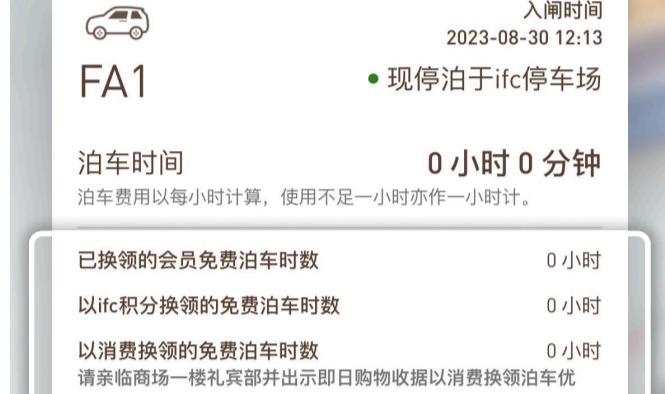 入闸时间
2023-08-30 12:13
FA1
现停泊于ifc停车场
泊车时间 0 小时 0 分钟
泊车费用以每小时计算，使用不足一小时亦作一小时计。
已换领的会员免费泊车时数 0 小时
以ifc积分换领的免费泊车时数 0 小时
以消费换领的免费泊车时数 0 小时
请亲临商场一楼礼宾部并出示即日购物收据以消费换领泊车优